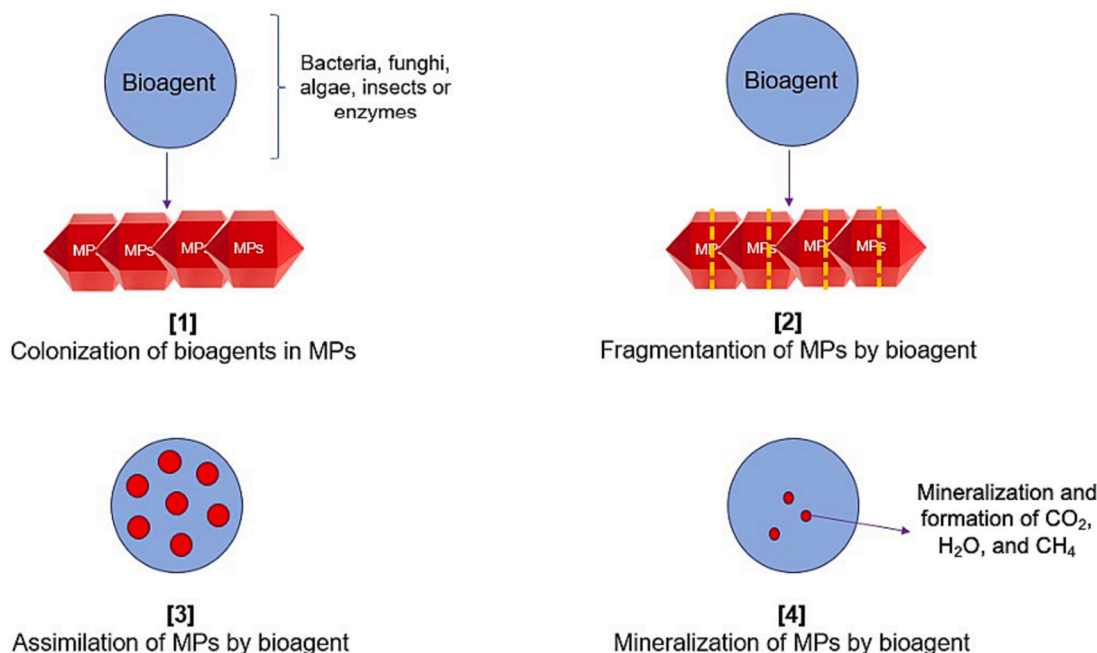 Bioagent
Bacteria, funghi,
algae, insects or
enzymes
MP
MPs
MP
MPs
[1]
Colonization of bioagents in MPs
Bioagent
MP
MPs
MP
MPs
[2]
Fragmentantion of MPs by bioagent
[3]
Assimilation of MPs by bioagent
Mineralization and
formation of CO₂,
H₂O, and CH₄
[4]
Mineralization of MPs by bioagent